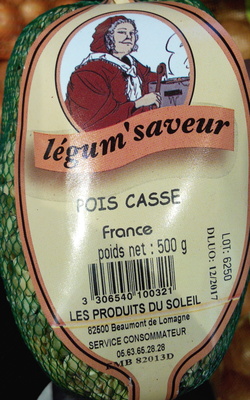 légum'saveur
POIS CASSE
France
poids net : 500 g
3 306540 100321
LES PRODUITS DU SOLEIL
82500 Beaumont de Lomagne
SERVICE CONSOMMATEUR
05.63.65.28.28
EMB 82013D
LOT: 6250
DLUO: 12/2017